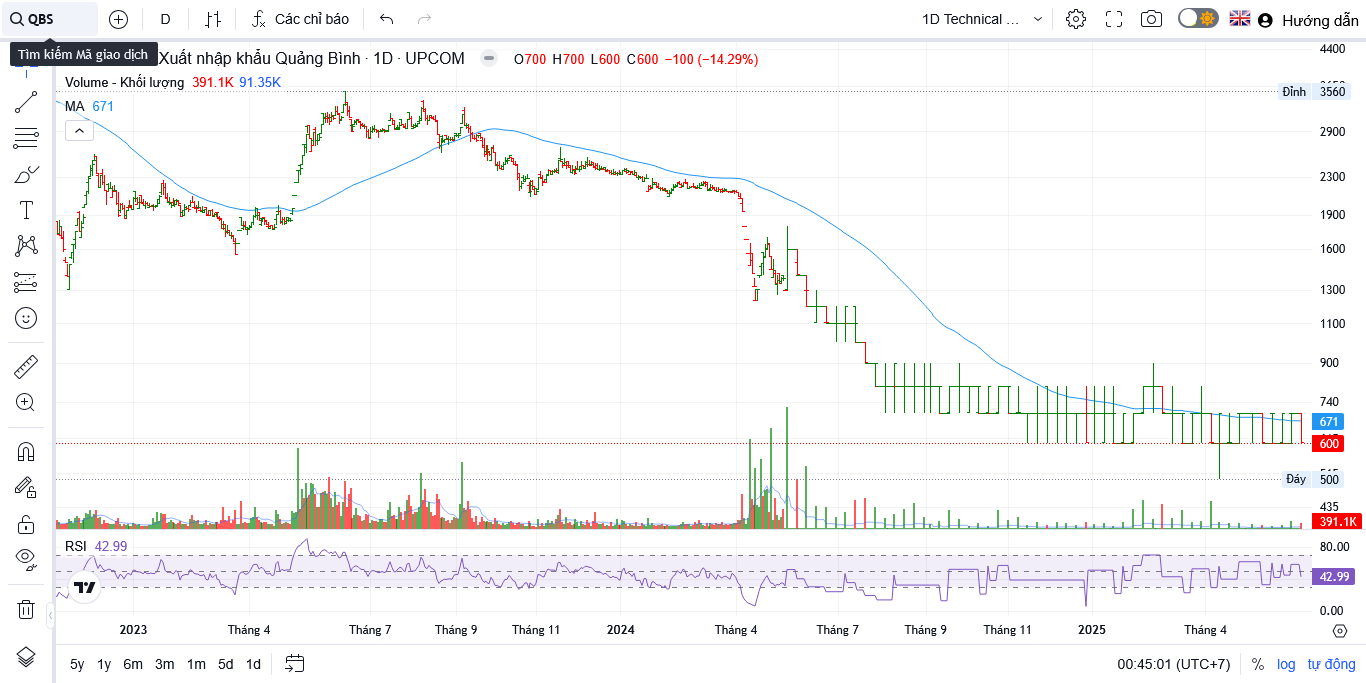 QBS
D
Các chỉ báo
1D Technical ...
Hướng dẫn
Tìm kiếm Mã giao dịch
Xuất nhập khẩu Quảng Bình · 1D · UPCOM
O700 H700 L600 C600 −100 (−14.29%)
Volume - Khối lượng 391.1K 91.35K
MA 671
4400
Đỉnh 3560
2900
2300
1900
1600
1300
1100
900
740
671
600
Đáy 500
435
391.1K
RSI 42.99
80.00
42.99
0.00
2023 Tháng 4 Tháng 7 Tháng 9 Tháng 11 2024 Tháng 4 Tháng 7 Tháng 9 Tháng 11 2025 Tháng 4
5y 1y 6m 3m 1m 5d 1d
00:45:01 (UTC+7) % log tự động